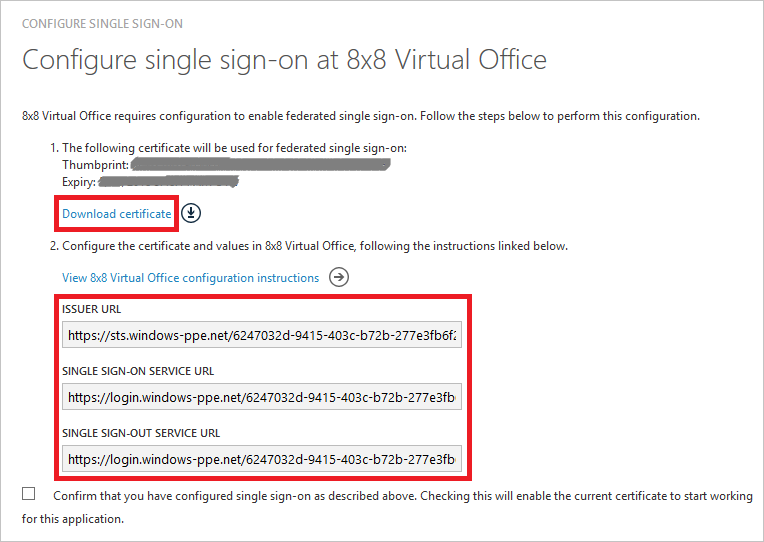 CONFIGURE SINGLE SIGN-ON
Configure single sign-on at 8x8 Virtual Office
8x8 Virtual Office requires configuration to enable federated single sign-on. Follow the steps below to perform this configuration.
1. The following certificate will be used for federated single sign-on:
Thumbprint:
Expiry:
Download certificate
2. Configure the certificate and values in 8x8 Virtual Office, following the instructions linked below.
View 8x8 Virtual Office configuration instructions
ISSUER URL
https://sts.windows-ppe.net/6247032d-9415-403c-b72b-277e3fb6f2
SINGLE SIGN-ON SERVICE URL
https://login.windows-ppe.net/6247032d-9415-403c-b72b-277e3fb
SINGLE SIGN-OUT SERVICE URL
https://login.windows-ppe.net/6247032d-9415-403c-b72b-277e3fb
Confirm that you have configured single sign-on as described above. Checking this will enable the current certificate to start working
for this application.